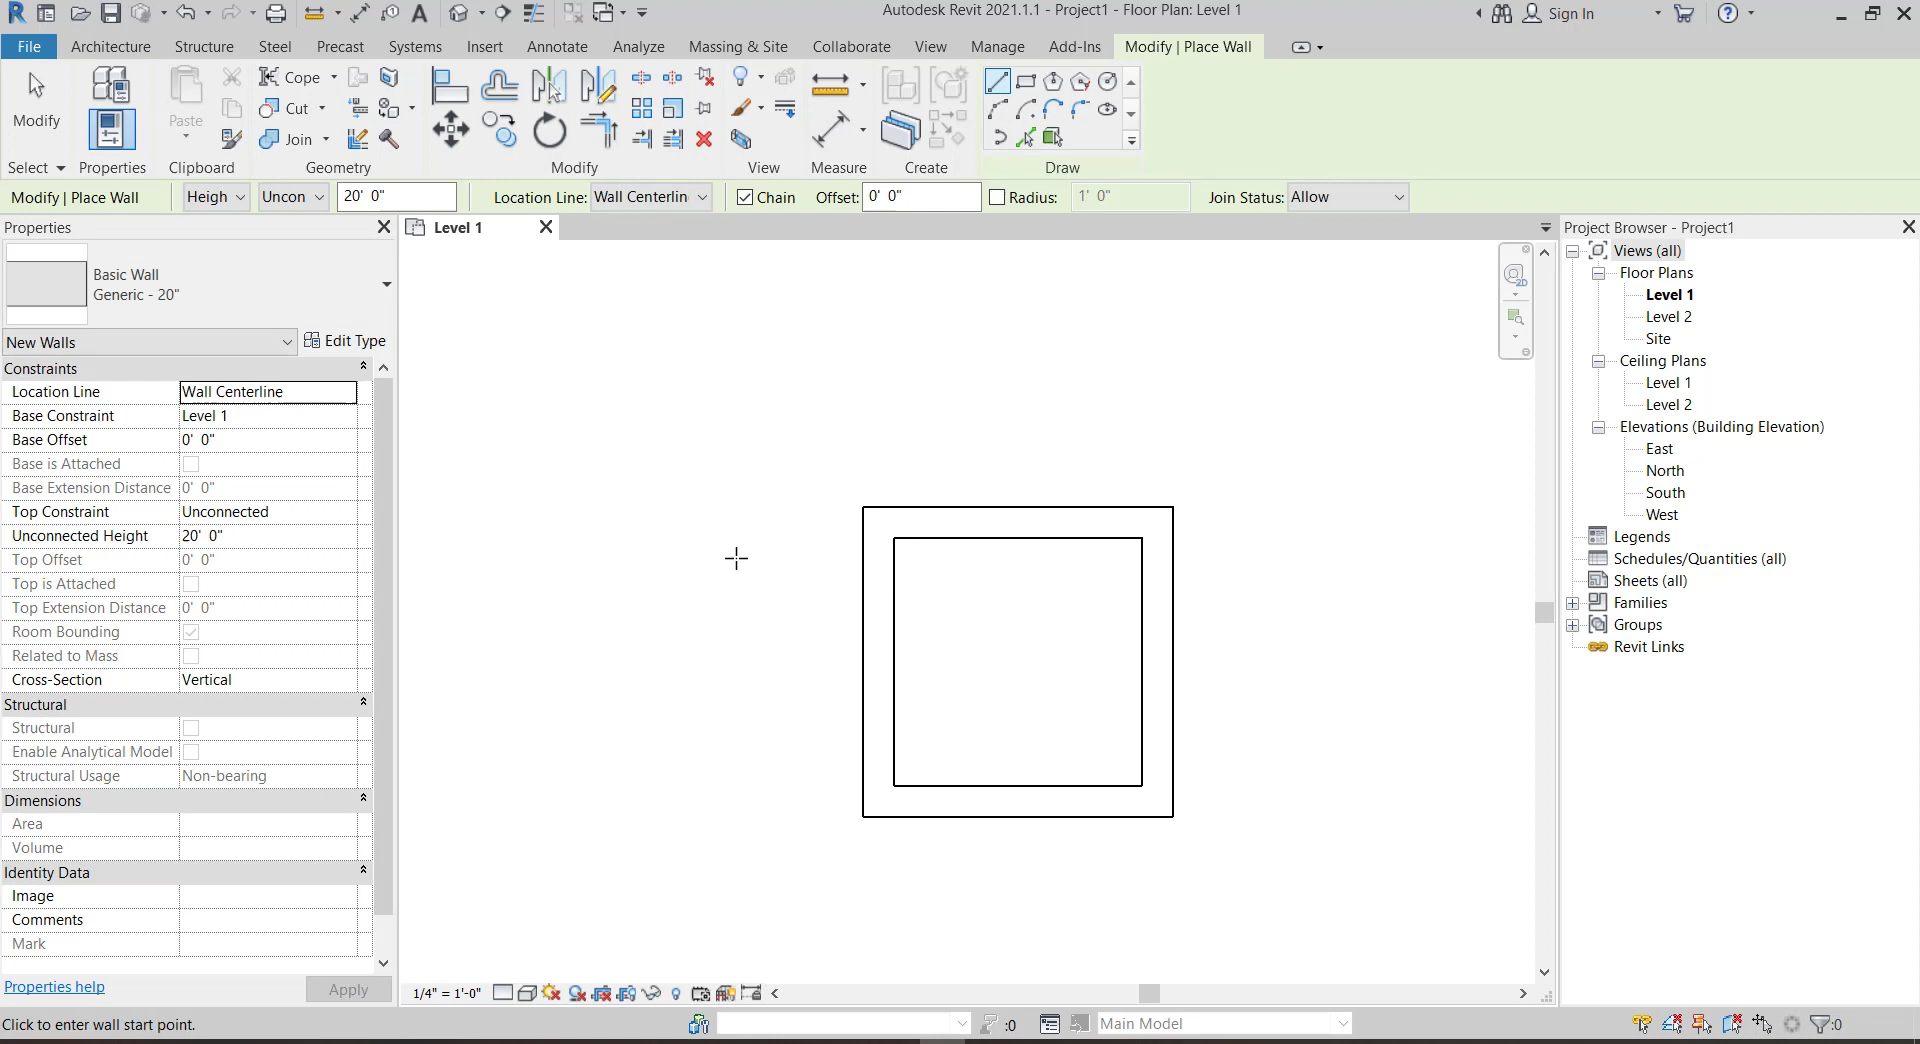 Autodesk Revit 2021.1.1 - Project1 - Floor Plan: Level 1
Sign In
File Architecture Structure Steel Precast Systems Insert Annotate Analyze Massing & Site Collaborate View Manage Add-Ins Modify | Place Wall
Modify
Paste
Cope
Cut
Join
Select Properties Clipboard Geometry Modify View Measure Create Draw
Modify | Place Wall Heigh Uncon 20' 0" Location Line: Wall Centerlin Chain Offset: 0' 0" Radius: 1' 0" Join Status: Allow
Properties
Basic Wall
Generic - 20"
New Walls Edit Type
Constraints
Location Line Wall Centerline
Base Constraint Level 1
Base Offset 0' 0"
Base is Attached
Base Extension Distance 0' 0"
Top Constraint Unconnected
Unconnected Height 20' 0"
Top Offset 0' 0"
Top is Attached
Top Extension Distance 0' 0"
Room Bounding
Related to Mass
Cross-Section Vertical
Structural
Structural
Enable Analytical Model
Structural Usage Non-bearing
Dimensions
Area
Volume
Identity Data
Image
Comments
Mark
Properties help Apply
Level 1
2D
1/4" = 1'-0"
Project Browser - Project1
Views (all)
Floor Plans
Level 1
Level 2
Site
Ceiling Plans
Level 1
Level 2
Elevations (Building Elevation)
East
North
South
West
Legends
Schedules/Quantities (all)
Sheets (all)
Families
Groups
Revit Links
Click to enter wall start point. :0 Main Model :0